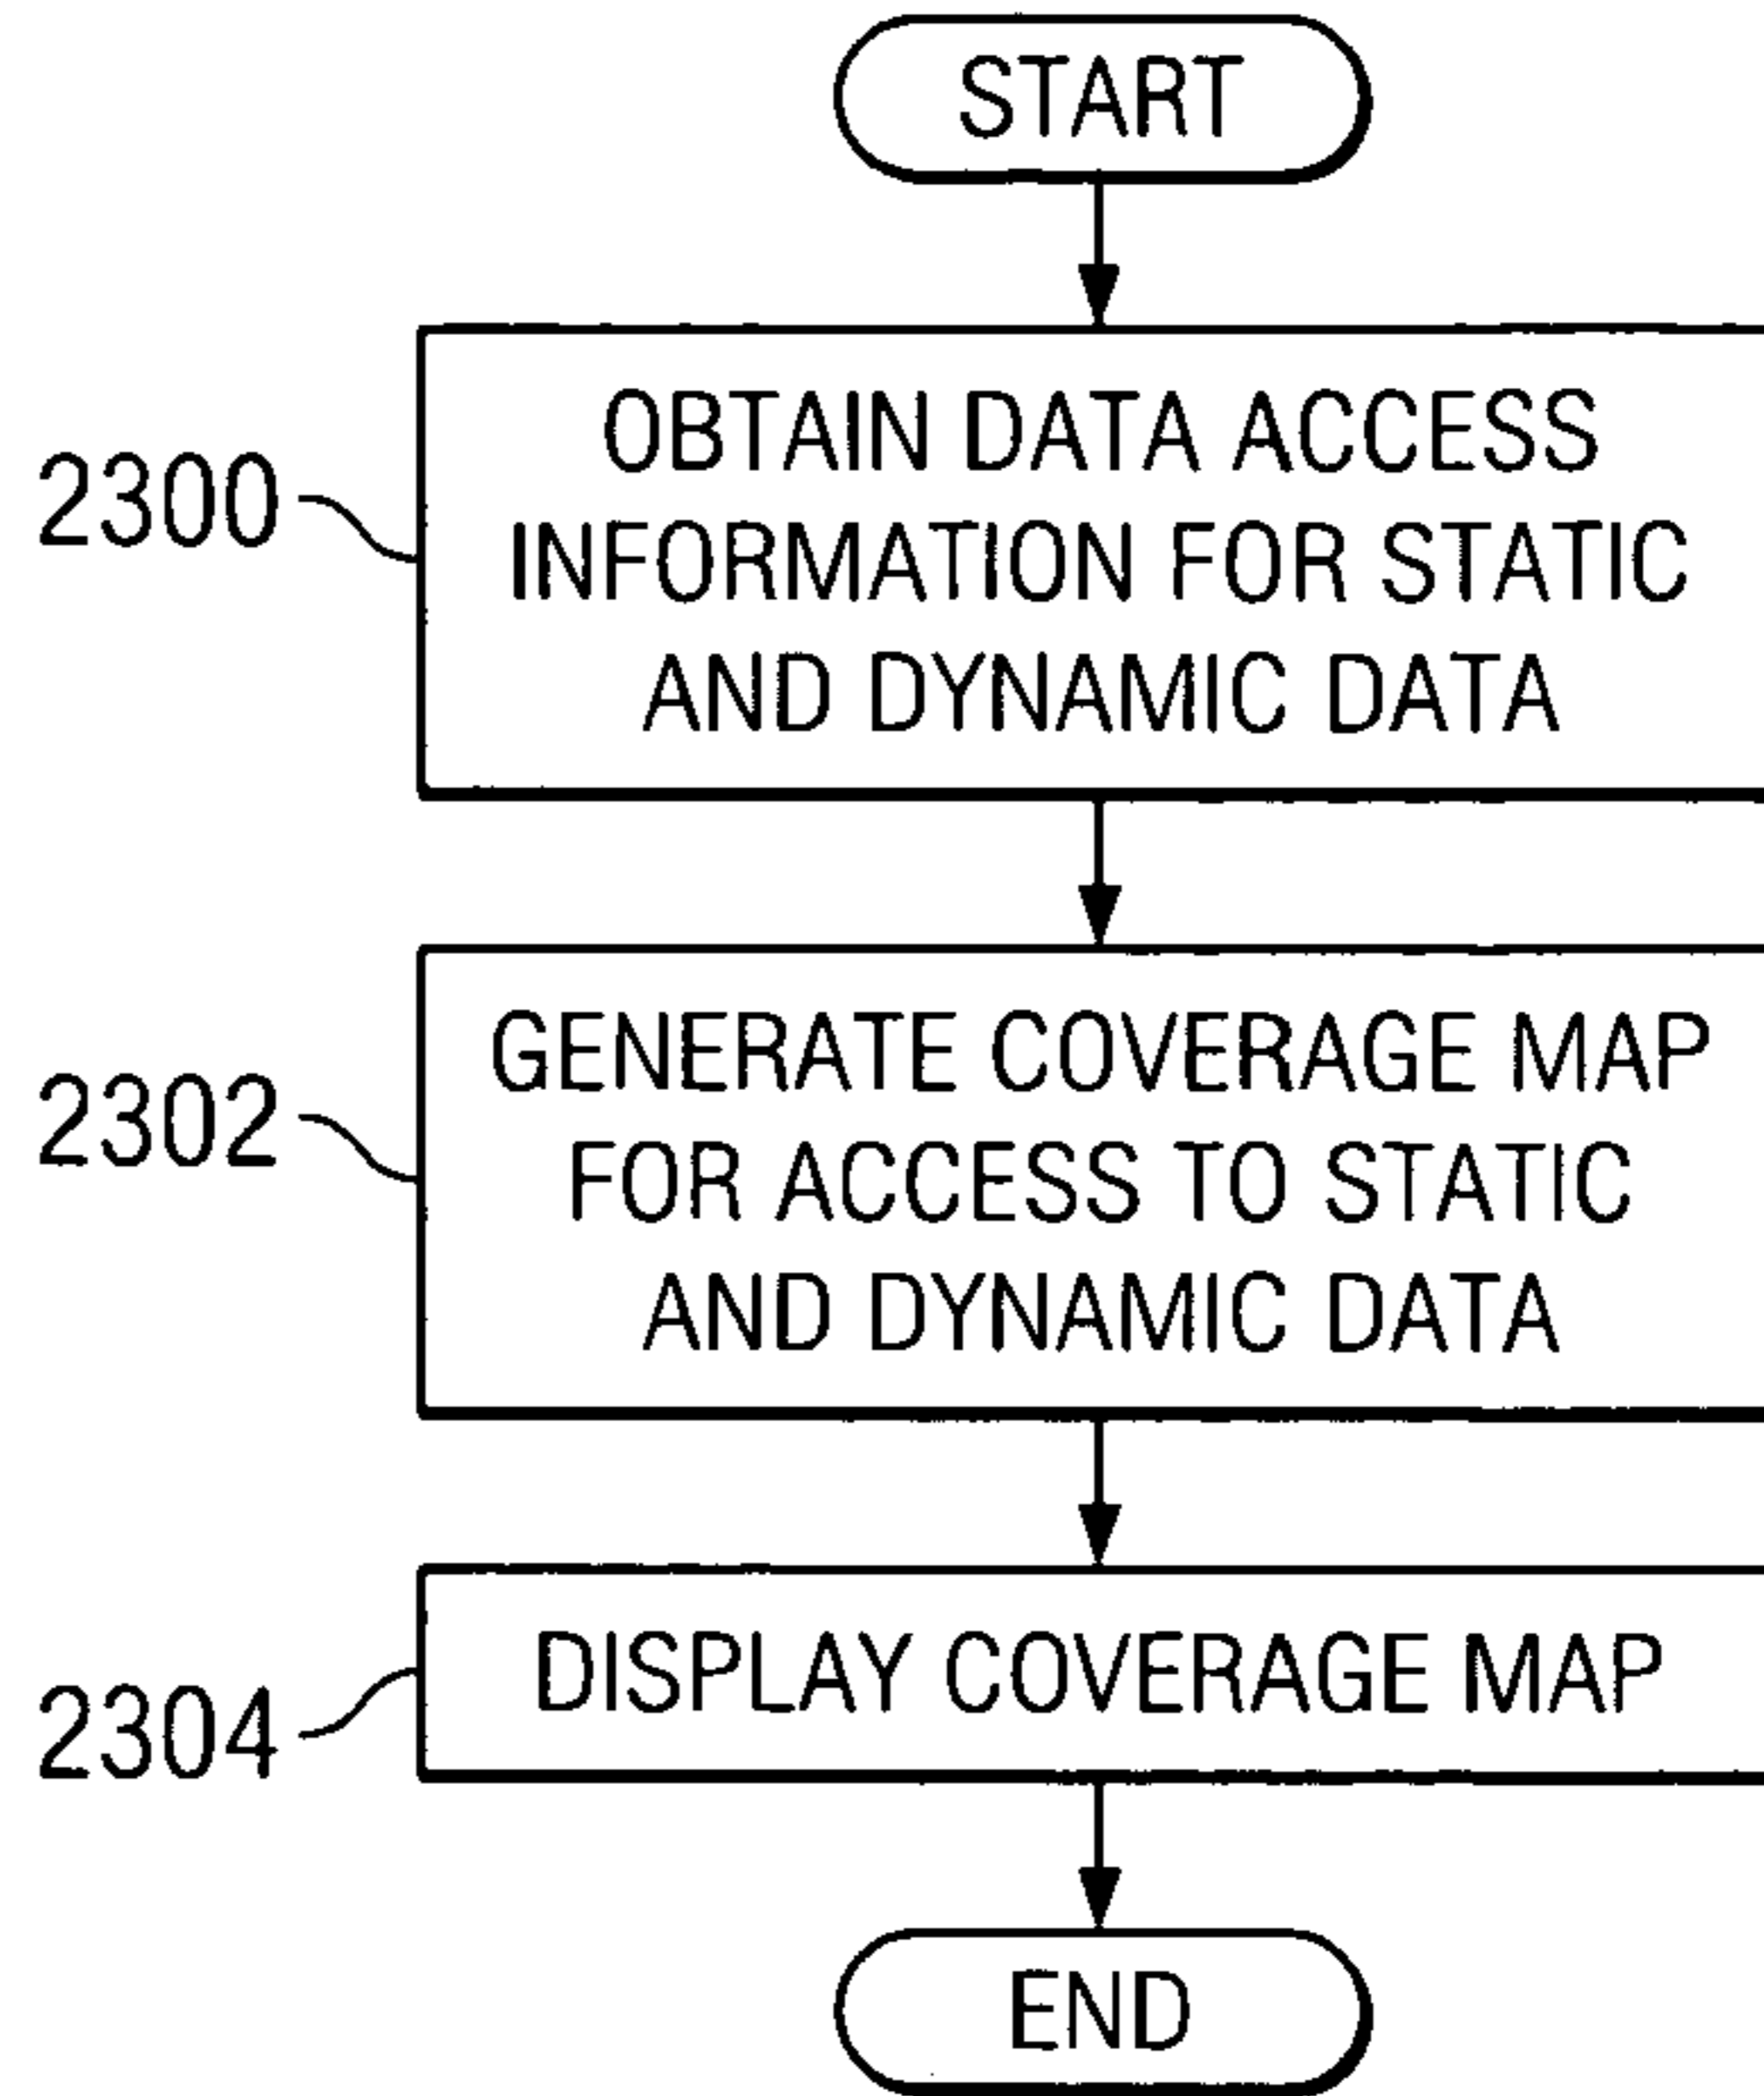 START
2300
OBTAIN DATA ACCESS
INFORMATION FOR STATIC
AND DYNAMIC DATA
2302
GENERATE COVERAGE MAP
FOR ACCESS TO STATIC
AND DYNAMIC DATA
2304
DISPLAY COVERAGE MAP
END